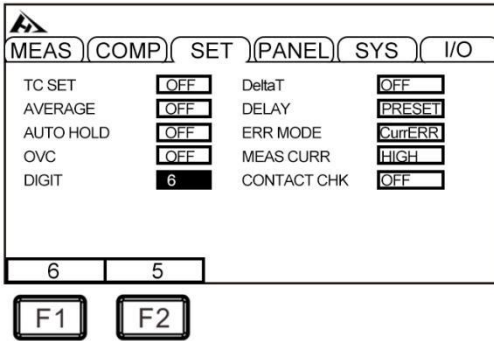 MEAS COMP SET PANEL SYS I/O
TC SET OFF DeltaT OFF
AVERAGE OFF DELAY PRESET
AUTO HOLD OFF ERR MODE CurrERR
OVC OFF MEAS CURR HIGH
DIGIT 6 CONTACT CHK OFF
6 5
F1 F2